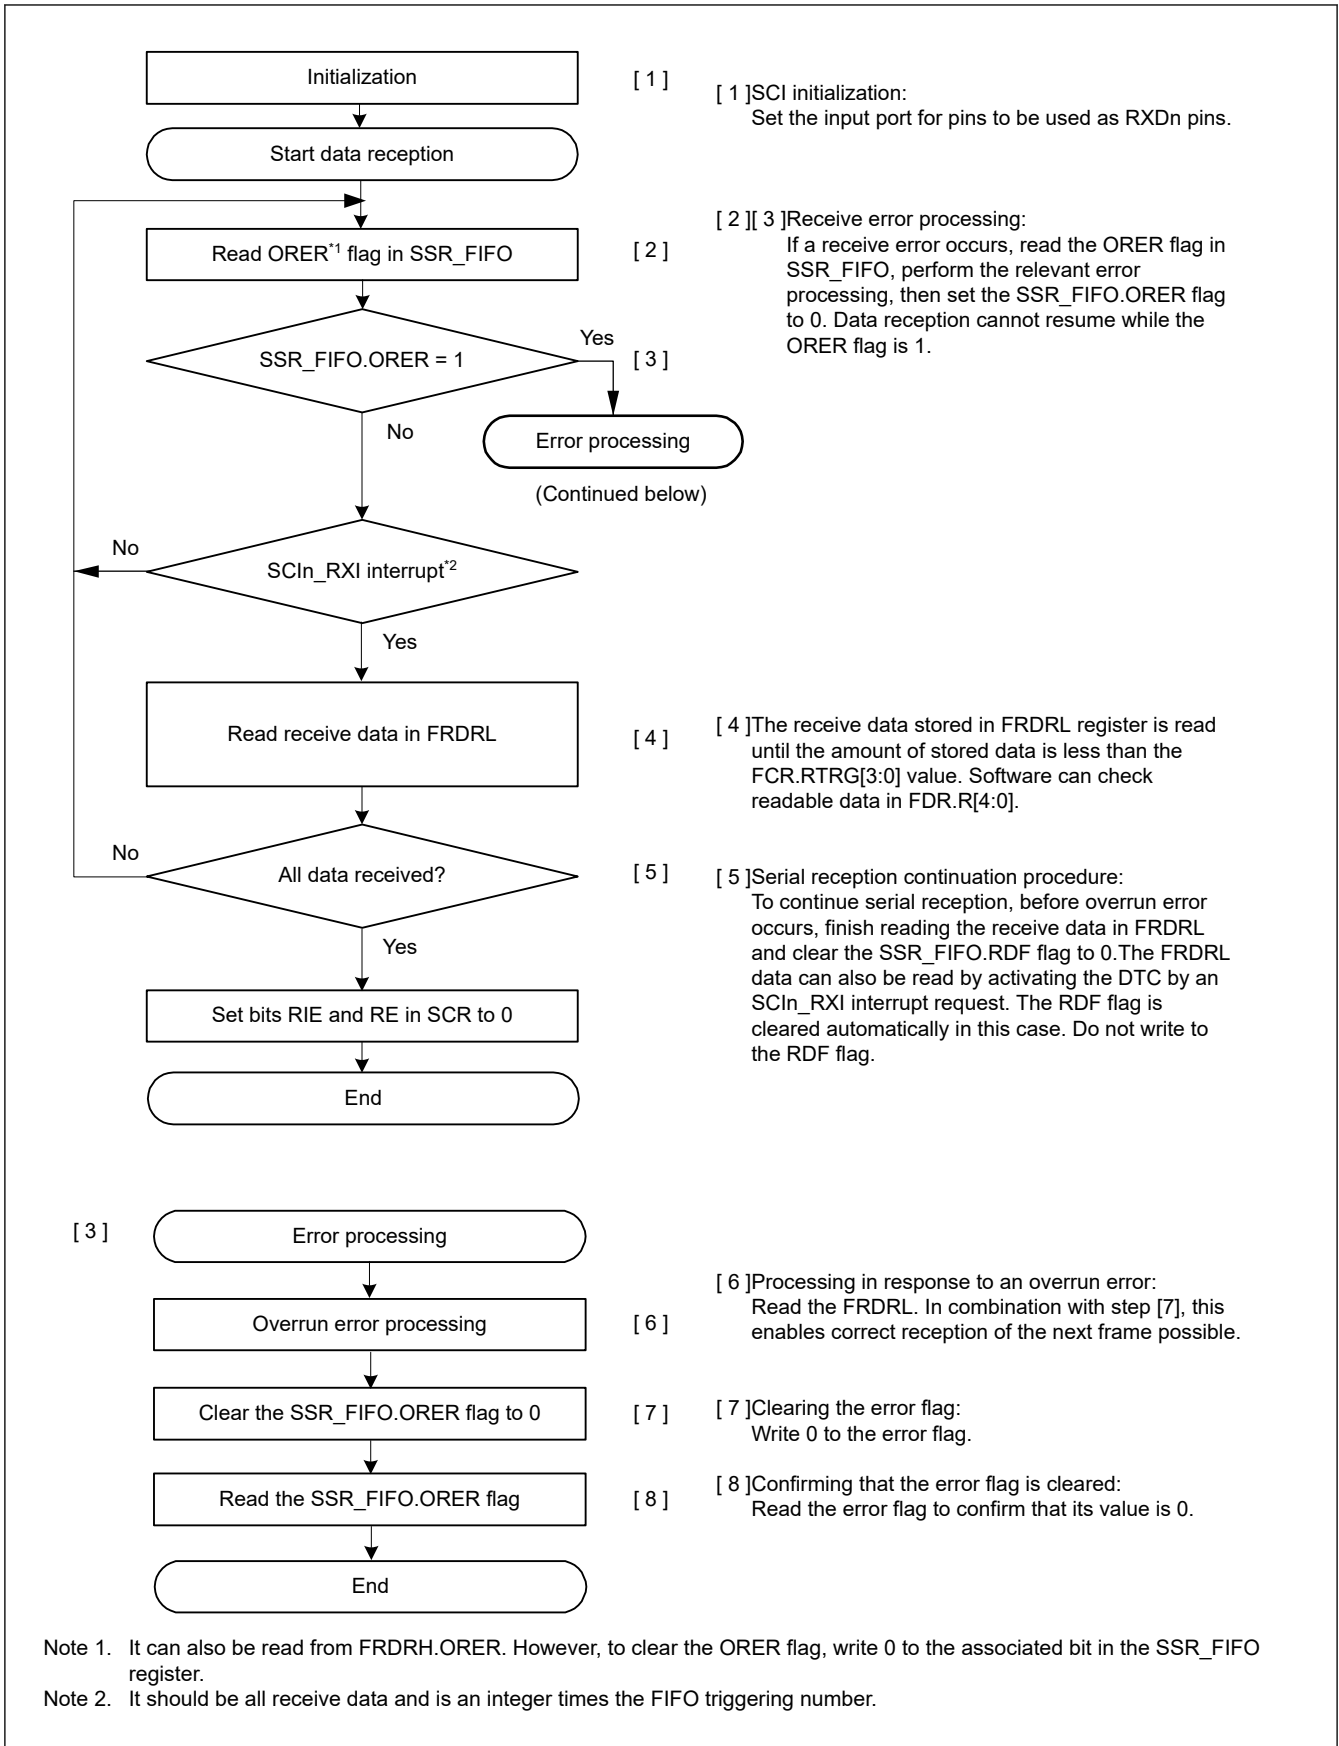 Initialization
[ 1 ]
[ 1 ]SCI initialization:
Set the input port for pins to be used as RXDn pins.
Start data reception
Read ORER*1 flag in SSR_FIFO
[ 2 ]
[ 2 ][ 3 ]Receive error processing:
If a receive error occurs, read the ORER flag in
SSR_FIFO, perform the relevant error
processing, then set the SSR_FIFO.ORER flag
to 0. Data reception cannot resume while the
ORER flag is 1.
SSR_FIFO.ORER = 1
Yes
[ 3 ]
No
Error processing
(Continued below)
No
SCIn_RXI interrupt*2
Yes
Read receive data in FRDRL
[ 4 ]
[ 4 ]The receive data stored in FRDRL register is read
until the amount of stored data is less than the
FCR.RTRG[3:0] value. Software can check
readable data in FDR.R[4:0].
No
All data received?
[ 5 ]
[ 5 ]Serial reception continuation procedure:
To continue serial reception, before overrun error
occurs, finish reading the receive data in FRDRL
and clear the SSR_FIFO.RDF flag to 0.The FRDRL
data can also be read by activating the DTC by an
SCIn_RXI interrupt request. The RDF flag is
cleared automatically in this case. Do not write to
the RDF flag.
Yes
Set bits RIE and RE in SCR to 0
End
[ 3 ]
Error processing
Overrun error processing
[ 6 ]
[ 6 ]Processing in response to an overrun error:
Read the FRDRL. In combination with step [7], this
enables correct reception of the next frame possible.
Clear the SSR_FIFO.ORER flag to 0
[ 7 ]
[ 7 ]Clearing the error flag:
Write 0 to the error flag.
Read the SSR_FIFO.ORER flag
[ 8 ]
[ 8 ]Confirming that the error flag is cleared:
Read the error flag to confirm that its value is 0.
End
Note 1. It can also be read from FRDRH.ORER. However, to clear the ORER flag, write 0 to the associated bit in the SSR_FIFO
register.
Note 2. It should be all receive data and is an integer times the FIFO triggering number.